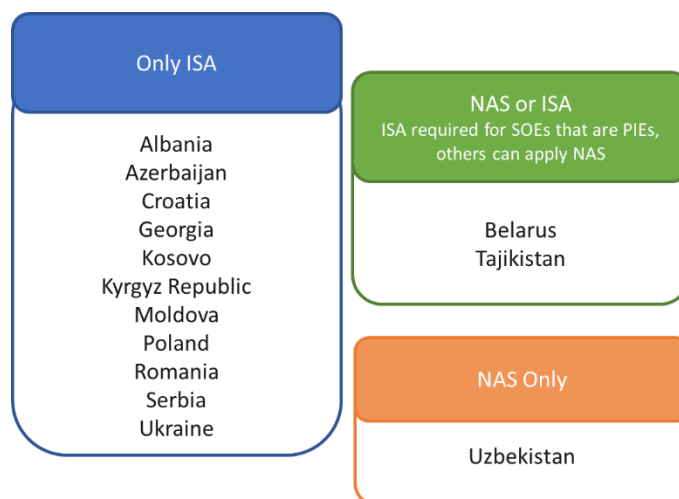 Only ISA
Albania
Azerbaijan
Croatia
Georgia
Kosovo
Kyrgyz Republic
Moldova
Poland
Romania
Serbia
Ukraine
NAS or ISA
ISA required for SOEs that are PIEs,
others can apply NAS
Belarus
Tajikistan
NAS Only
Uzbekistan